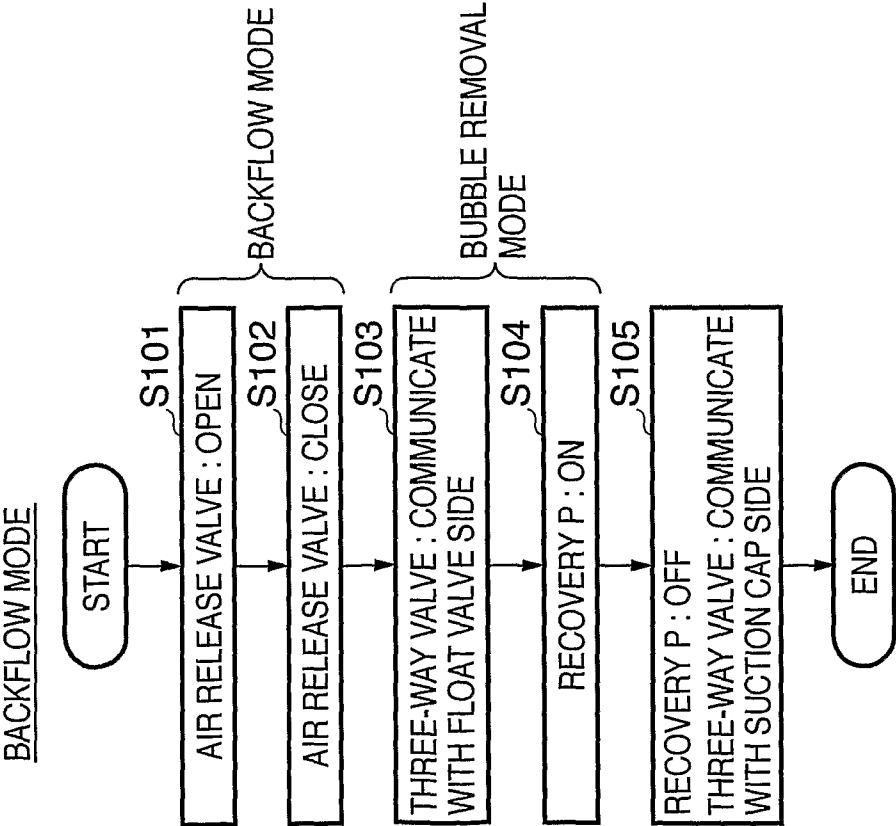 BACKFLOW MODE
START
S101
AIR RELEASE VALVE : OPEN
S102
AIR RELEASE VALVE : CLOSE
BACKFLOW MODE
S103
THREE-WAY VALVE : COMMUNICATE
WITH FLOAT VALVE SIDE
S104
RECOVERY P : ON
BUBBLE REMOVAL
MODE
S105
RECOVERY P : OFF
THREE-WAY VALVE : COMMUNICATE
WITH SUCTION CAP SIDE
END